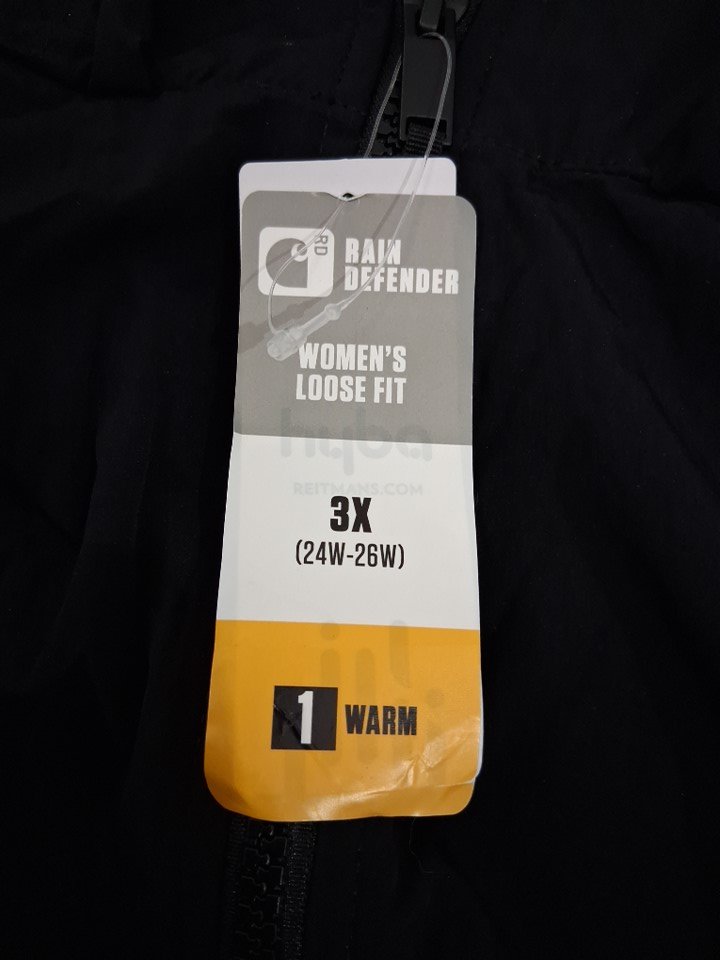 RD
RAIN
DEFENDER
WOMEN'S
LOOSE FIT
hyba
REITMANS.COM
3X
(24W-26W)
1 WARM